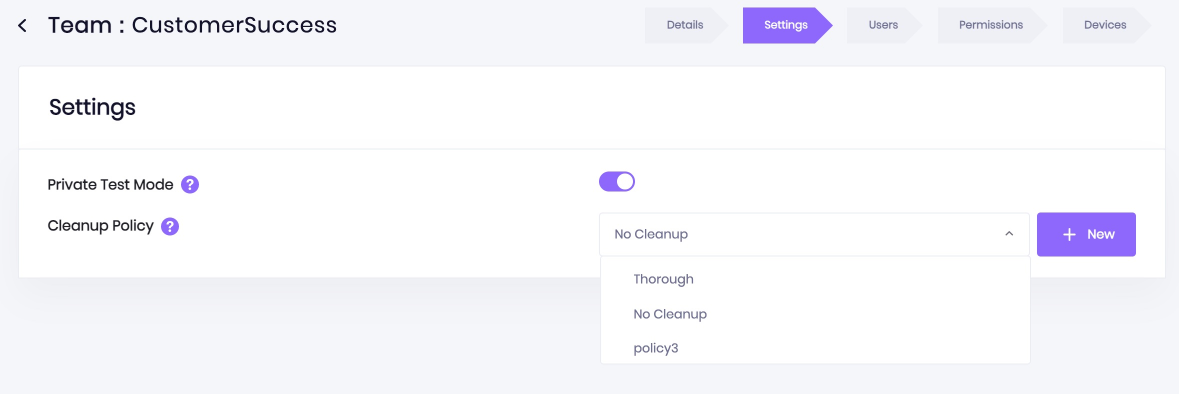 Team : CustomerSuccess
Details
Settings
Users
Permissions
Devices
Settings
Private Test Mode ?
Cleanup Policy ?
No Cleanup
+ New
Thorough
No Cleanup
policy3